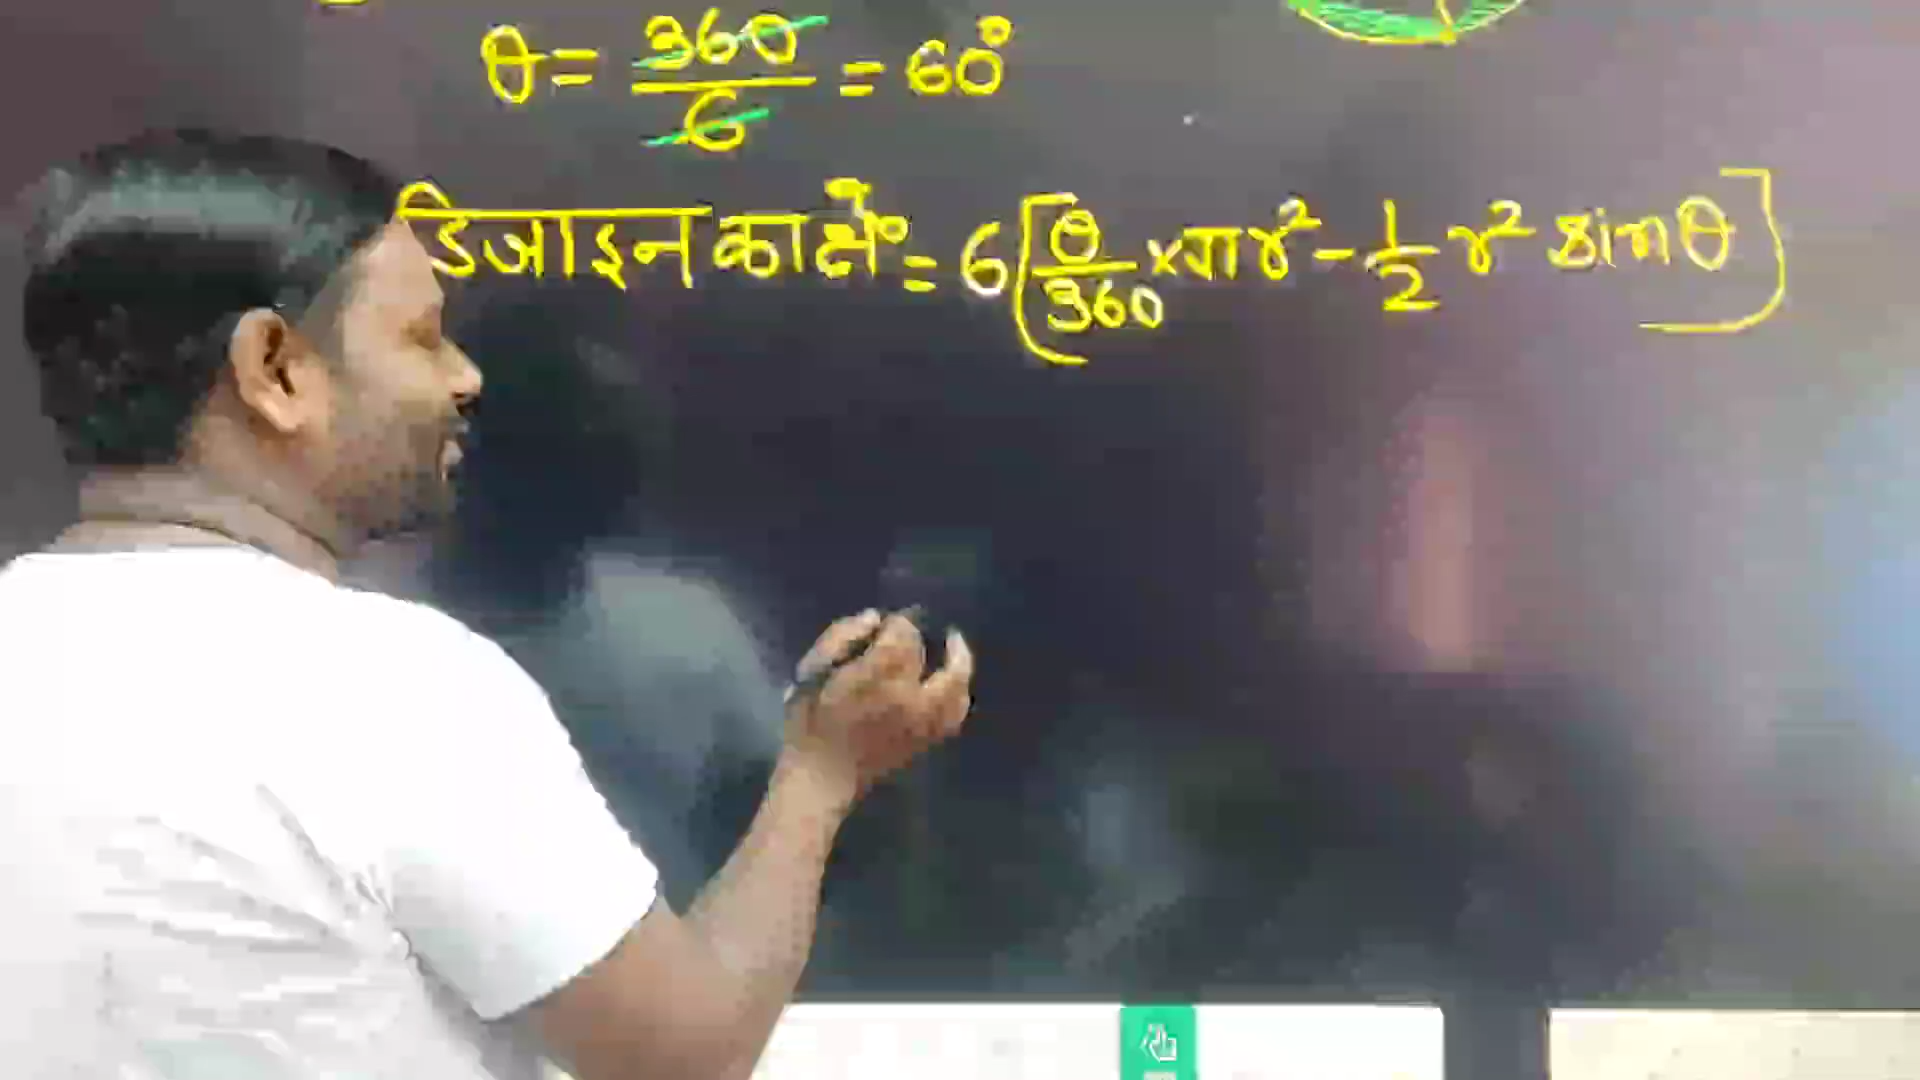 θ = 360/6 = 60°
डिजाइन का क्षे० = 6[θ/360 × πr² - 1/2 r² sinθ]